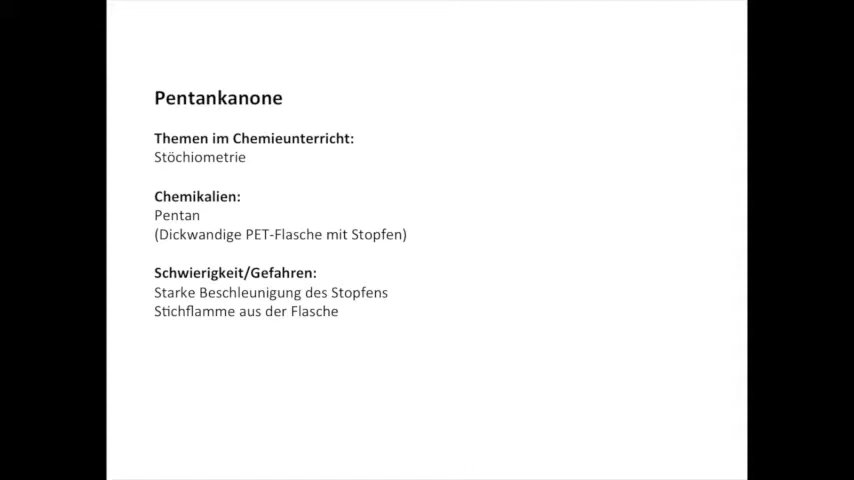 Pentankanone
Themen im Chemieunterricht:
Stöchiometrie
Chemikalien:
Pentan
(Dickwandige PET-Flasche mit Stopfen)
Schwierigkeit/Gefahren:
Starke Beschleunigung des Stopfens
Stichflamme aus der Flasche